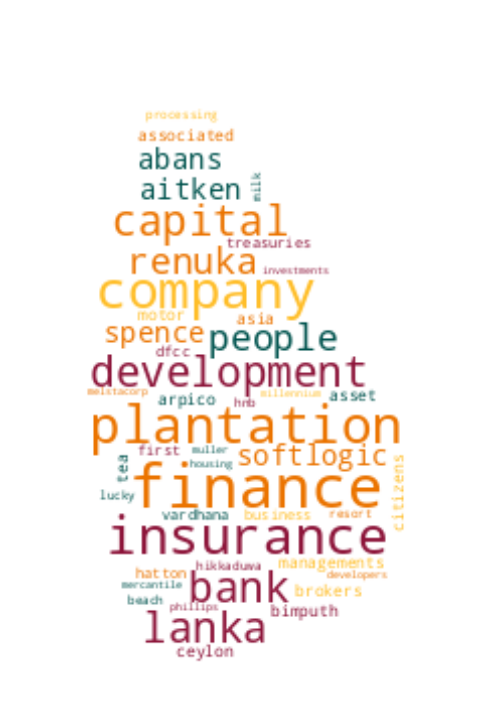 processing
associated
abans
aitken milk
capital
treasuries
renuka investments
company
motor asia
spence people
dfcc
development
melstacorp millennium asset
arpico hnb
plantation
first muller softlogic
tea housing citizens
finance
lucky
vardhana business resort
insurance
hikkaduwa managements
hatton developers
mercantile bank brokers
beach phillips bimputh
lanka
ceylon